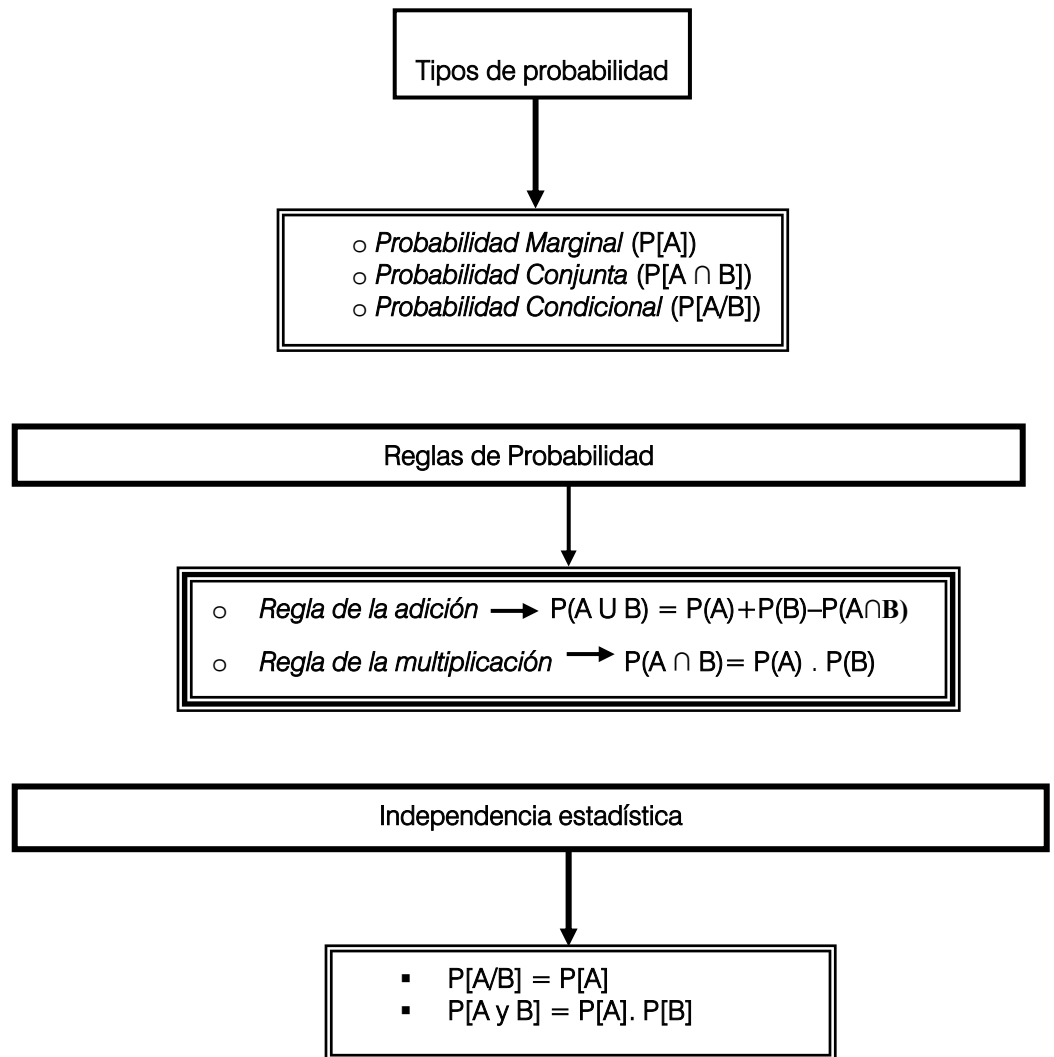 Tipos de probabilidad
o Probabilidad Marginal (P[A])
o Probabilidad Conjunta (P[A ∩ B])
o Probabilidad Condicional (P[A/B])
Reglas de Probabilidad
o Regla de la adición → P(A U B) = P(A)+P(B)–P(A∩B)
o Regla de la multiplicación → P(A ∩ B)= P(A) . P(B)
Independencia estadística
▪ P[A/B] = P[A]
▪ P[A y B] = P[A]. P[B]